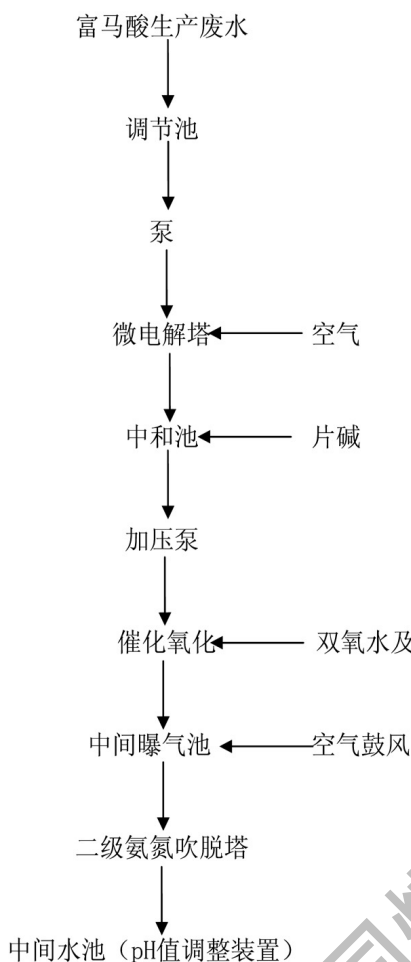 富马酸生产废水
调节池
泵
微电解塔 空气
中和池 片碱
加压泵
催化氧化 双氧水及
中间曝气池 空气鼓风
二级氨氮吹脱塔
中间水池（pH值调整装置）